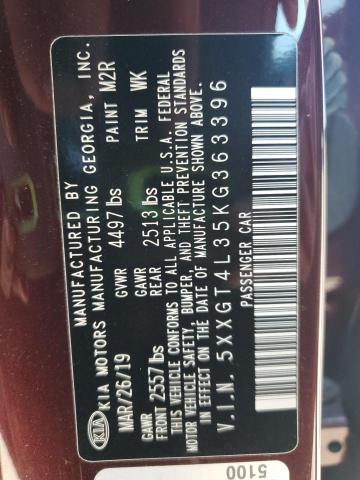 KIA
MANUFACTURED BY
KIA MOTORS MANUFACTURING GEORGIA, INC.
MAR/26/19 GVWR 4497 lbs PAINT M2R
GAWR FRONT 2557 lbs GAWR REAR 2513 lbs TRIM WK
THIS VEHICLE CONFORMS TO ALL APPLICABLE U.S.A. FEDERAL
MOTOR VEHICLE SAFETY, BUMPER, AND THEFT PREVENTION STANDARDS
IN EFFECT ON THE DATE OF MANUFACTURE SHOWN ABOVE.
V.I.N. 5XXGT4L35KG363396
PASSENGER CAR
5100